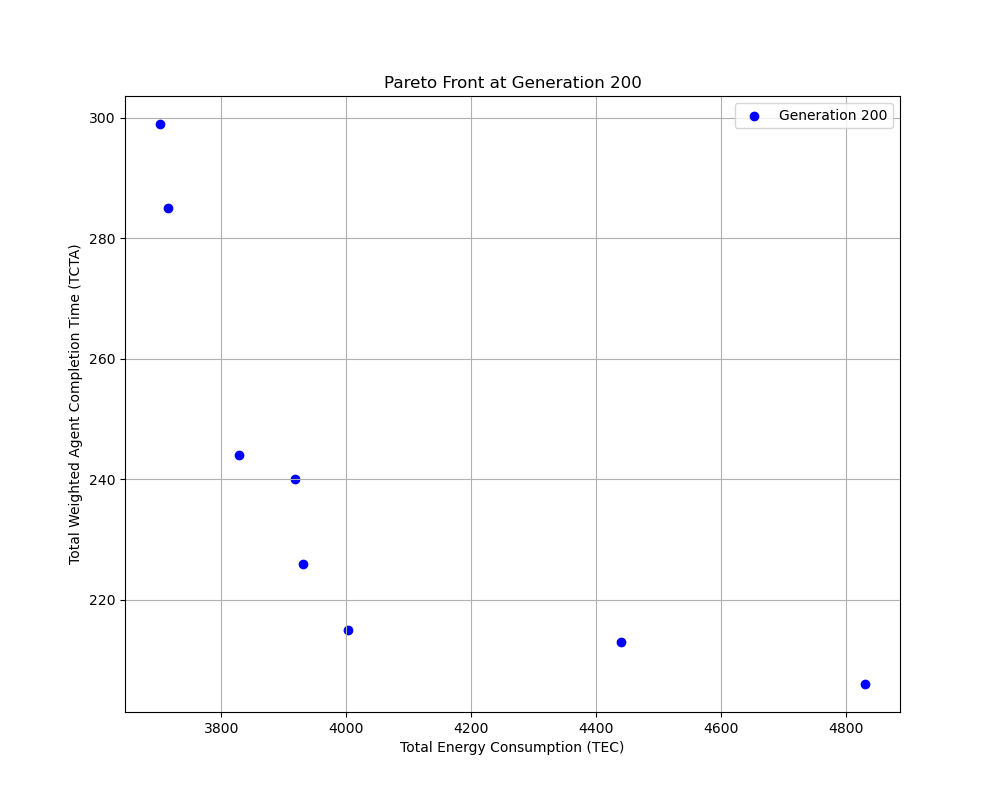 Pareto Front at Generation 200
Generation 200
Total Weighted Agent Completion Time (TCTA)
300
280
260
240
220
3800
4000
4200
4400
4600
4800
Total Energy Consumption (TEC)